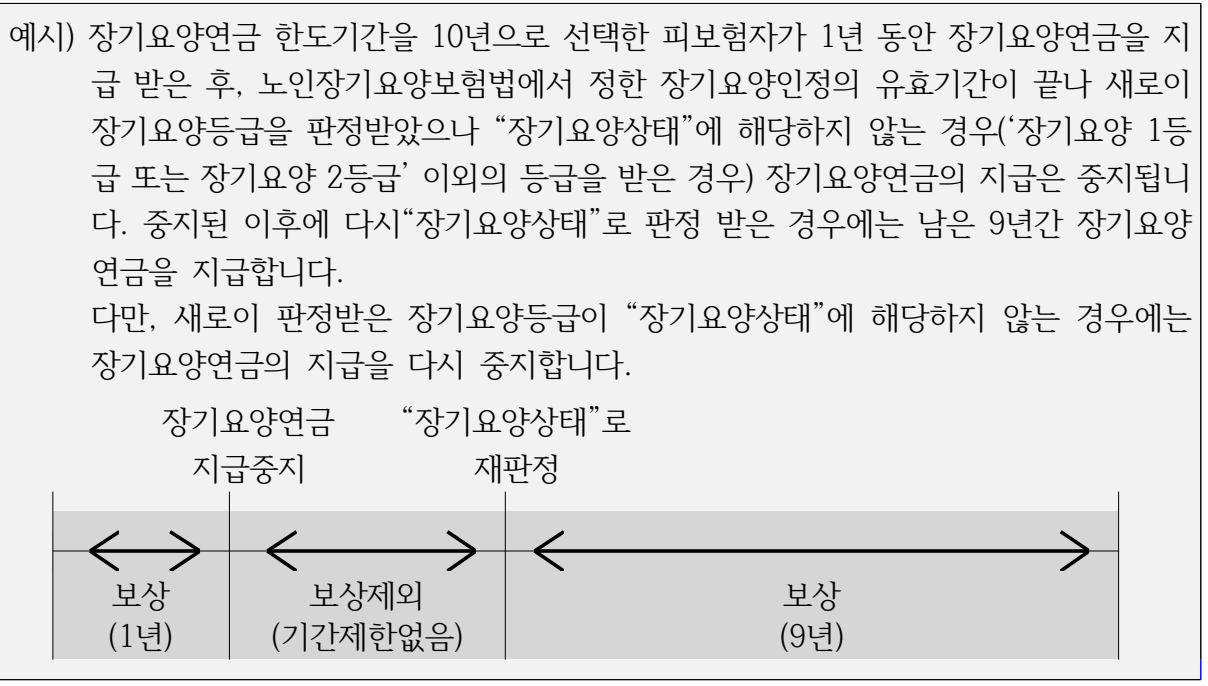 예시) 장기요양연금 한도기간을 10년으로 선택한 피보험자가 1년 동안 장기요양연금을 지
급 받은 후, 노인장기요양보험법에서 정한 장기요양인정의 유효기간이 끝나 새로이
장기요양등급을 판정받았으나 “장기요양상태”에 해당하지 않는 경우(‘장기요양 1등
급 또는 장기요양 2등급’ 이외의 등급을 받은 경우) 장기요양연금의 지급은 중지됩니
다. 중지된 이후에 다시“장기요양상태”로 판정 받은 경우에는 남은 9년간 장기요양
연금을 지급합니다.
다만, 새로이 판정받은 장기요양등급이 “장기요양상태”에 해당하지 않는 경우에는
장기요양연금의 지급을 다시 중지합니다.
장기요양연금 “장기요양상태”로
지급중지 재판정
보상 보상제외 보상
(1년) (기간제한없음) (9년)